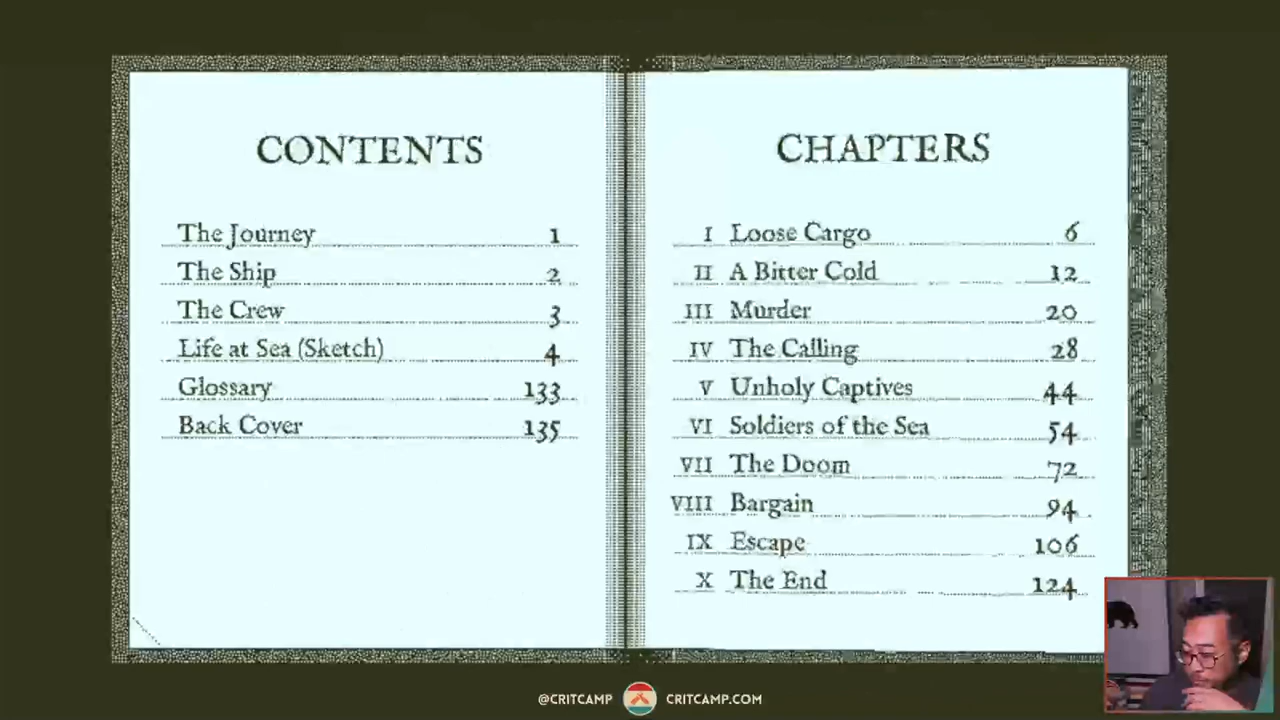 CONTENTS
The Journey 1
The Ship 2
The Crew 3
Life at Sea (Sketch) 4
Glossary 133
Back Cover 135
CHAPTERS
I Loose Cargo 6
II A Bitter Cold 12
III Murder 20
IV The Calling 28
V Unholy Captives 44
VI Soldiers of the Sea 54
VII The Doom 72
VIII Bargain 94
IX Escape 106
X The End 124
@CRITCAMP CRITCAMP.COM